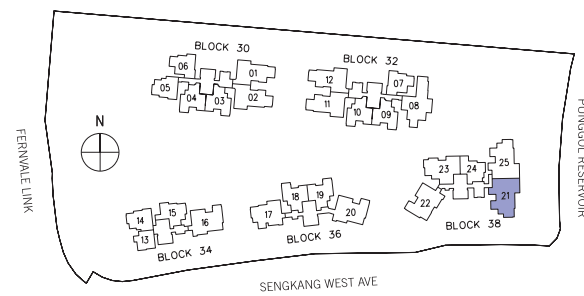 BLOCK 30
06
01
05
04
03
02
BLOCK 32
12
07
11
10
09
08
N
FERNVALE LINK
PUNGGOL RESERVOIR
23
24
25
22
21
BLOCK 38
14
15
16
13
BLOCK 34
17
18
19
20
BLOCK 36
SENGKANG WEST AVE